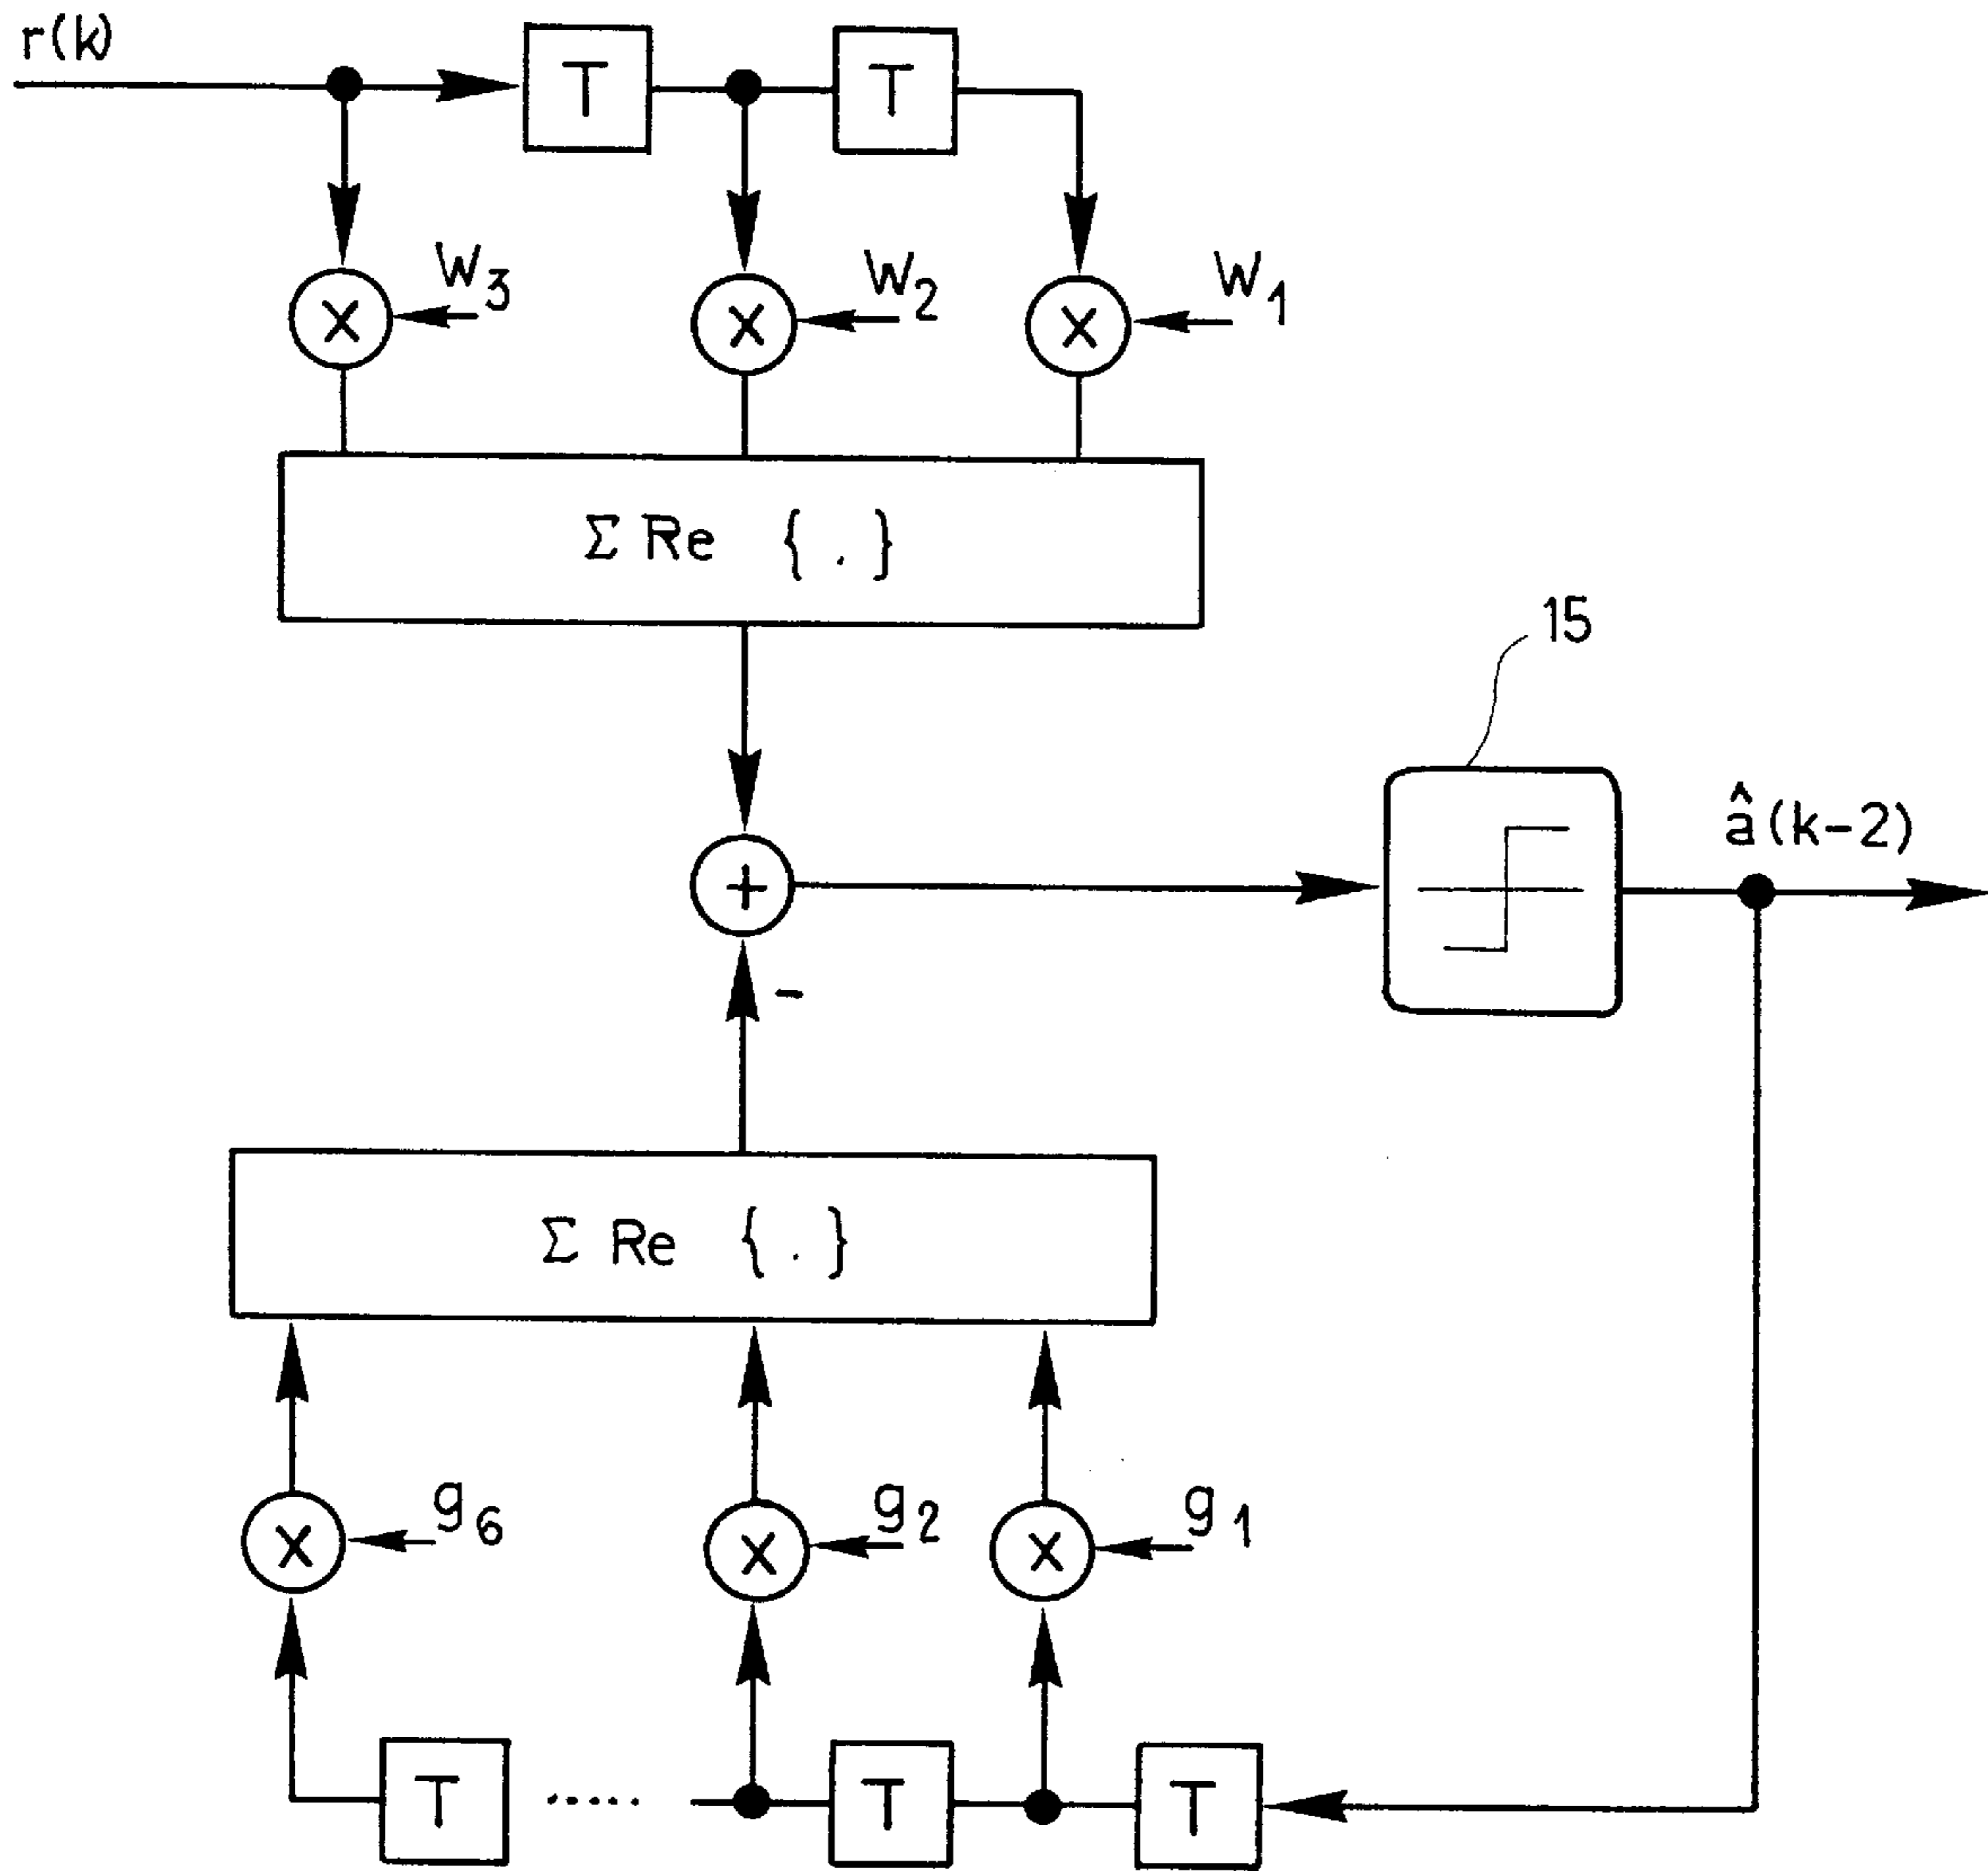 r(k)
T
T
W3
W2
W1
X
X
X
Σ Re { . }
15
â(k-2)
+
-
Σ Re { . }
g6
g2
g1
X
X
X
T
.....
T
T